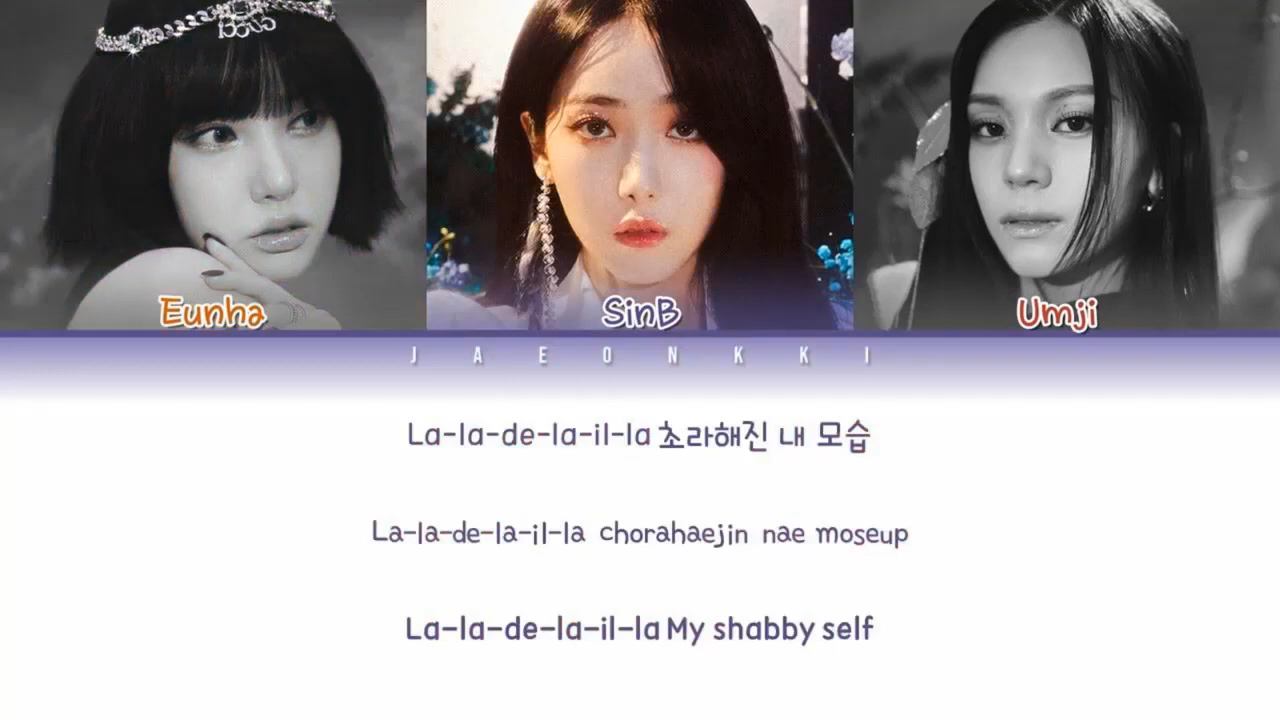 Eunha SinB Umji
JAEONKKI
La-la-de-la-il-la 초라해진 내 모습
La-la-de-la-il-la chorahaejin nae moseup
La-la-de-la-il-la My shabby self